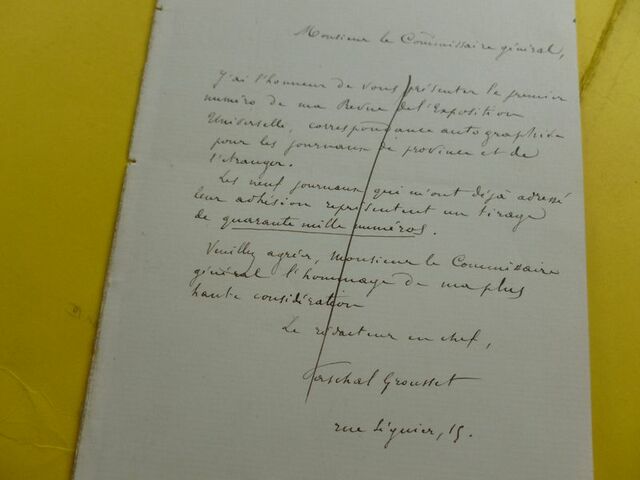 Monsieur le Commissaire général,
J'ai l'honneur de vous présenter le premier
numéro de ma Revue de l'Exposition
Universelle, correspondance autographiée
pour les journaux de province et de
l'étranger.
Les neuf journaux qui m'ont déjà adressé
leur adhésion représentent un tirage
de quarante mille numéros.
Veuillez agréer, Monsieur le Commissaire
général l'hommage de ma plus
haute considération
Le rédacteur en chef,
Paschal Grousset
rue Séguier, 15.